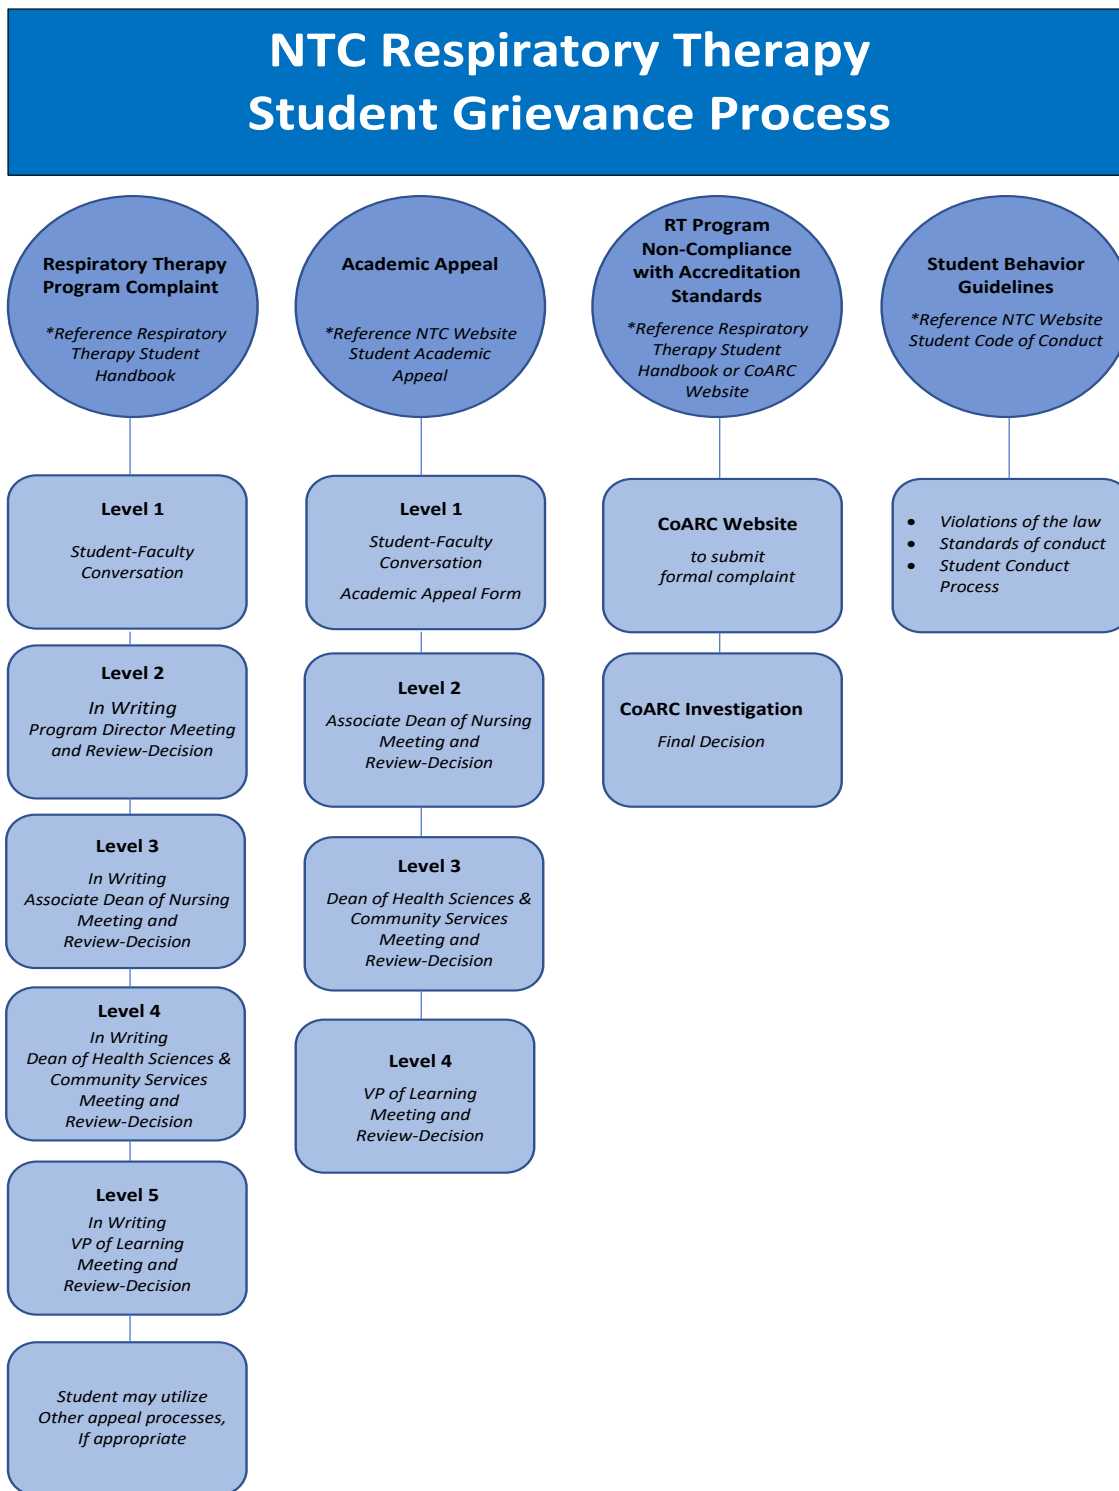 NTC Respiratory Therapy
Student Grievance Process
Respiratory Therapy
Program Complaint
*Reference Respiratory
Therapy Student
Handbook
Level 1
Student-Faculty
Conversation
Level 2
In Writing
Program Director Meeting
and Review-Decision
Level 3
In Writing
Associate Dean of Nursing
Meeting and
Review-Decision
Level 4
In Writing
Dean of Health Sciences &
Community Services
Meeting and
Review-Decision
Level 5
In Writing
VP of Learning
Meeting and
Review-Decision
Student may utilize
Other appeal processes,
If appropriate
Academic Appeal
*Reference NTC Website
Student Academic
Appeal
Level 1
Student-Faculty
Conversation
Academic Appeal Form
Level 2
Associate Dean of Nursing
Meeting and
Review-Decision
Level 3
Dean of Health Sciences &
Community Services
Meeting and
Review-Decision
Level 4
VP of Learning
Meeting and
Review-Decision
RT Program
Non-Compliance
with Accreditation
Standards
*Reference Respiratory
Therapy Student
Handbook or CoARC
Website
CoARC Website
to submit
formal complaint
CoARC Investigation
Final Decision
Student Behavior
Guidelines
*Reference NTC Website
Student Code of Conduct
• Violations of the law
• Standards of conduct
• Student Conduct
Process